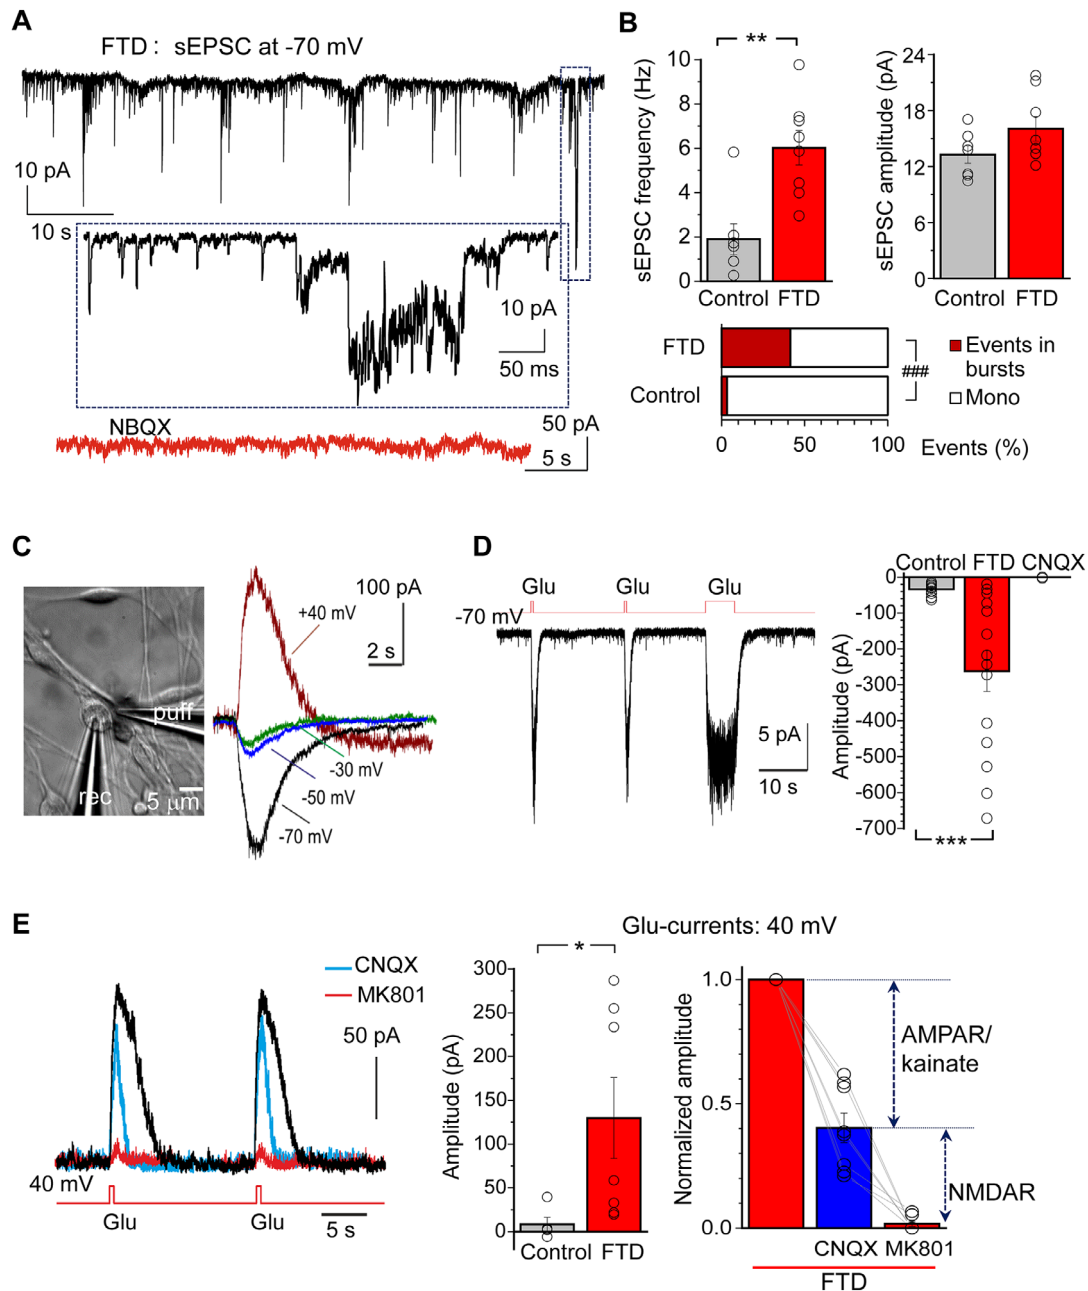 A
FTD : sEPSC at -70 mV
10 pA
10 s
10 pA
50 ms
NBQX
50 pA
5 s
B
**
sEPSC frequency (Hz)
10
8
6
4
2
0
Control FTD
sEPSC amplitude (pA)
24
18
12
6
0
Control FTD
FTD
Control
###
Events in
bursts
Mono
0 50 100 Events (%)
C
puff
rec
5 µm
100 pA
2 s
+40 mV
-30 mV
-50 mV
-70 mV
D
Glu Glu Glu
-70 mV
5 pA
10 s
Control FTD CNQX
Amplitude (pA)
0
-100
-200
-300
-400
-500
-600
-700
***
E
CNQX
MK801
50 pA
40 mV
Glu Glu
5 s
Glu-currents: 40 mV
*
Amplitude (pA)
300
250
200
150
100
50
0
Control FTD
Normalized amplitude
1.0
0.5
0.0
AMPAR/
kainate
NMDAR
CNQX MK801
FTD